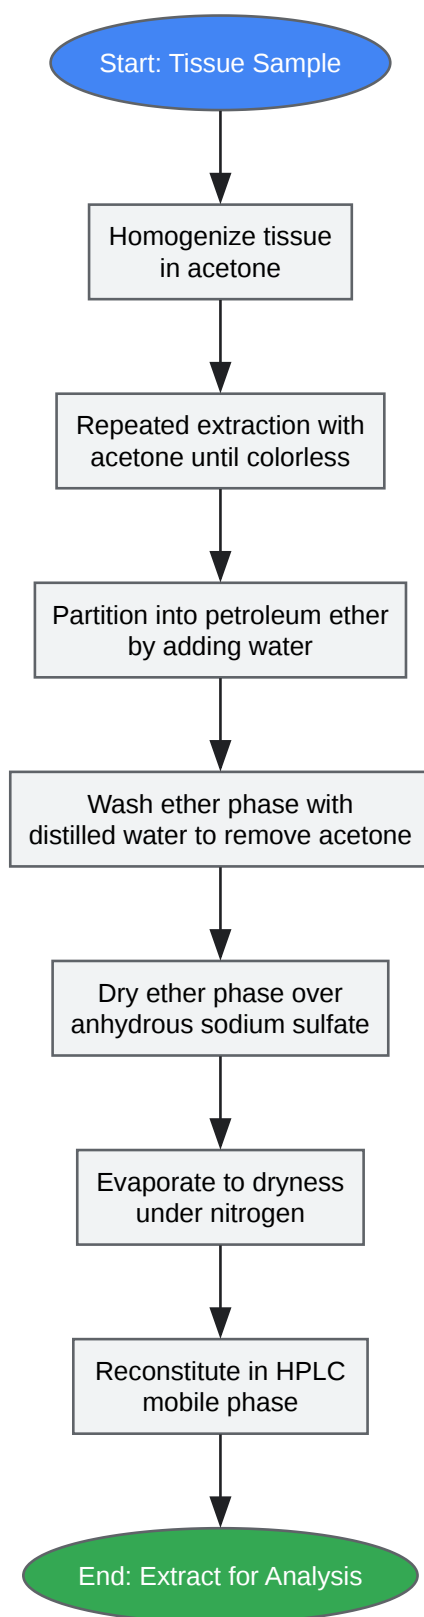 Start: Tissue Sample
Homogenize tissue
in acetone
Repeated extraction with
acetone until colorless
Partition into petroleum ether
by adding water
Wash ether phase with
distilled water to remove acetone
Dry ether phase over
anhydrous sodium sulfate
Evaporate to dryness
under nitrogen
Reconstitute in HPLC
mobile phase
End: Extract for Analysis